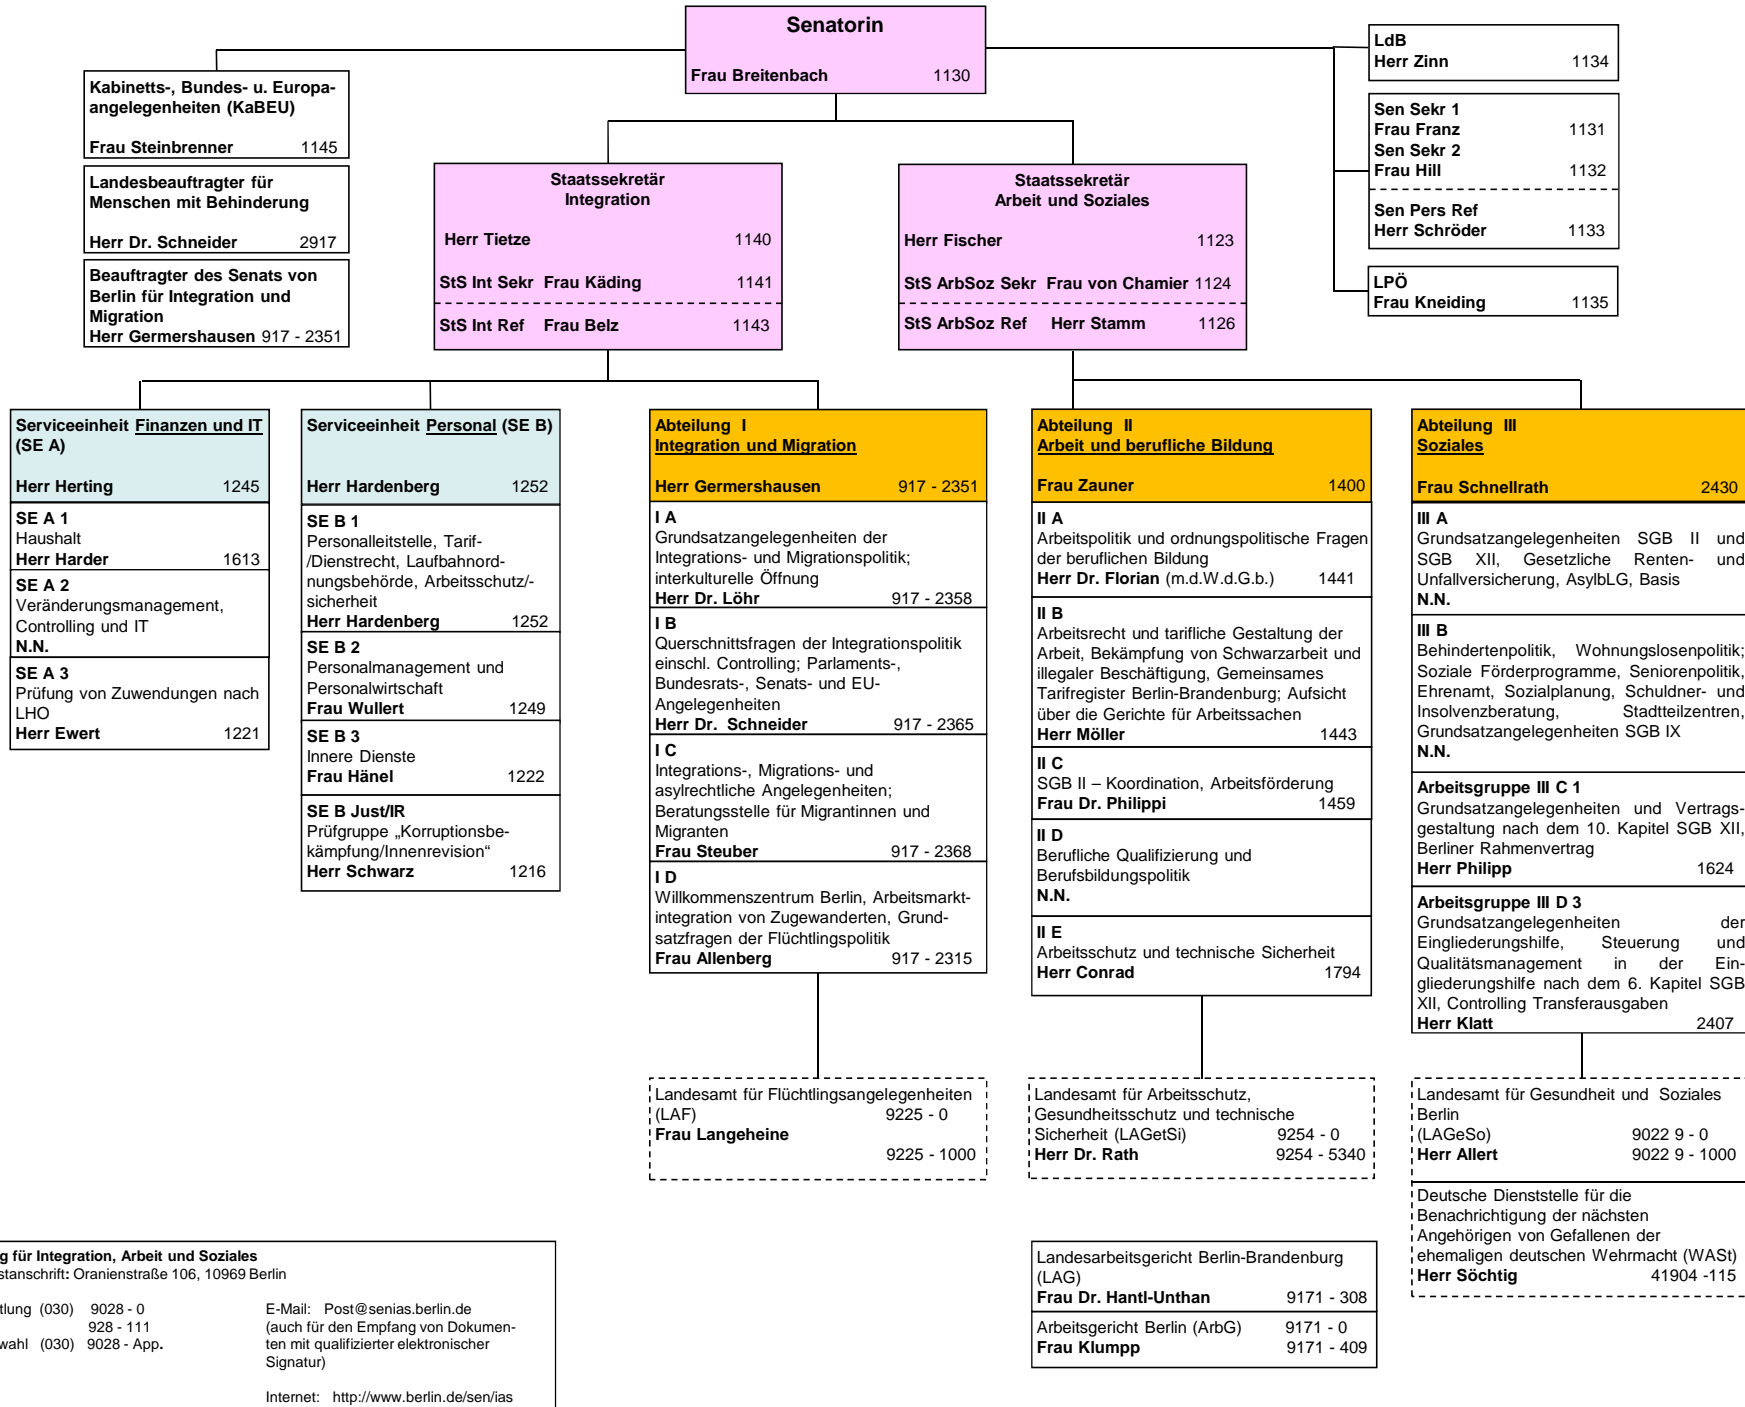 Senatorin
Frau Breitenbach 1130
Kabinetts-, Bundes- u. Europa-
angelegenheiten (KaBEU)
Frau Steinbrenner 1145
Landesbeauftragter für
Menschen mit Behinderung
Herr Dr. Schneider 2917
Beauftragter des Senats von
Berlin für Integration und
Migration
Herr Germershausen 917 - 2351
Staatssekretär
Integration
Herr Tietze 1140
StS Int Sekr Frau Käding 1141
StS Int Ref Frau Belz 1143
Staatssekretär
Arbeit und Soziales
Herr Fischer 1123
StS ArbSoz Sekr Frau von Chamier 1124
StS ArbSoz Ref Herr Stamm 1126
LdB
Herr Zinn 1134
Sen Sekr 1
Frau Franz 1131
Sen Sekr 2
Frau Hill 1132
Sen Pers Ref
Herr Schröder 1133
LPÖ
Frau Kneiding 1135
Serviceeinheit Finanzen und IT
(SE A)
Herr Herting 1245
SE A 1
Haushalt
Herr Harder 1613
SE A 2
Veränderungsmanagement,
Controlling und IT
N.N.
SE A 3
Prüfung von Zuwendungen nach
LHO
Herr Ewert 1221
Serviceeinheit Personal (SE B)
Herr Hardenberg 1252
SE B 1
Personalleitstelle, Tarif-
/Dienstrecht, Laufbahnord-
nungsbehörde, Arbeitsschutz/-
sicherheit
Herr Hardenberg 1252
SE B 2
Personalmanagement und
Personalwirtschaft
Frau Wullert 1249
SE B 3
Innere Dienste
Frau Hänel 1222
SE B Just/IR
Prüfgruppe „Korruptionsbe-
kämpfung/Innenrevision“
Herr Schwarz 1216
Abteilung I
Integration und Migration
Herr Germershausen 917 - 2351
I A
Grundsatzangelegenheiten der
Integrations- und Migrationspolitik;
interkulturelle Öffnung
Herr Dr. Löhr 917 - 2358
I B
Querschnittsfragen der Integrationspolitik
einschl. Controlling; Parlaments-,
Bundesrats-, Senats- und EU-
Angelegenheiten
Herr Dr. Schneider 917 - 2365
I C
Integrations-, Migrations- und
asylrechtliche Angelegenheiten;
Beratungsstelle für Migrantinnen und
Migranten
Frau Steuber 917 - 2368
I D
Willkommenszentrum Berlin, Arbeitsmarkt-
integration von Zugewanderten, Grund-
satzfragen der Flüchtlingspolitik
Frau Allenberg 917 - 2315
Landesamt für Flüchtlingsangelegenheiten
(LAF) 9225 - 0
Frau Langeheine
9225 - 1000
Abteilung II
Arbeit und berufliche Bildung
Frau Zauner 1400
II A
Arbeitspolitik und ordnungspolitische Fragen
der beruflichen Bildung
Herr Dr. Florian (m.d.W.d.G.b.) 1441
II B
Arbeitsrecht und tarifliche Gestaltung der
Arbeit, Bekämpfung von Schwarzarbeit und
illegaler Beschäftigung, Gemeinsames
Tarifregister Berlin-Brandenburg; Aufsicht
über die Gerichte für Arbeitssachen
Herr Möller 1443
II C
SGB II – Koordination, Arbeitsförderung
Frau Dr. Philippi 1459
II D
Berufliche Qualifizierung und
Berufsbildungspolitik
N.N.
II E
Arbeitsschutz und technische Sicherheit
Herr Conrad 1794
Landesamt für Arbeitsschutz,
Gesundheitsschutz und technische
Sicherheit (LAGetSi) 9254 - 0
Herr Dr. Rath 9254 - 5340
Landesarbeitsgericht Berlin-Brandenburg
(LAG)
Frau Dr. Hantl-Unthan 9171 - 308
Arbeitsgericht Berlin (ArbG) 9171 - 0
Frau Klumpp 9171 - 409
Abteilung III
Soziales
Frau Schnellrath 2430
III A
Grundsatzangelegenheiten SGB II und
SGB XII, Gesetzliche Renten- und
Unfallversicherung, AsylbLG, Basis
N.N.
III B
Behindertenpolitik, Wohnungslosenpolitik;
Soziale Förderprogramme, Seniorenpolitik,
Ehrenamt, Sozialplanung, Schuldner- und
Insolvenzberatung, Stadtteilzentren,
Grundsatzangelegenheiten SGB IX
N.N.
Arbeitsgruppe III C 1
Grundsatzangelegenheiten und Vertrags-
gestaltung nach dem 10. Kapitel SGB XII,
Berliner Rahmenvertrag
Herr Philipp 1624
Arbeitsgruppe III D 3
Grundsatzangelegenheiten der
Eingliederungshilfe, Steuerung und
Qualitätsmanagement in der Ein-
gliederungshilfe nach dem 6. Kapitel SGB
XII, Controlling Transferausgaben
Herr Klatt 2407
Landesamt für Gesundheit und Soziales
Berlin
(LAGeSo) 9022 9 - 0
Herr Allert 9022 9 - 1000
Deutsche Dienststelle für die
Benachrichtigung der nächsten
Angehörigen von Gefallenen der
ehemaligen deutschen Wehrmacht (WASt)
Herr Söchtig 41904 -115
g für Integration, Arbeit und Soziales
stanschrift: Oranienstraße 106, 10969 Berlin
tlung (030) 9028 - 0
928 - 111
wahl (030) 9028 - App.
E-Mail: Post@senias.berlin.de
(auch für den Empfang von Dokumen-
ten mit qualifizierter elektronischer
Signatur)
Internet: http://www.berlin.de/sen/ias